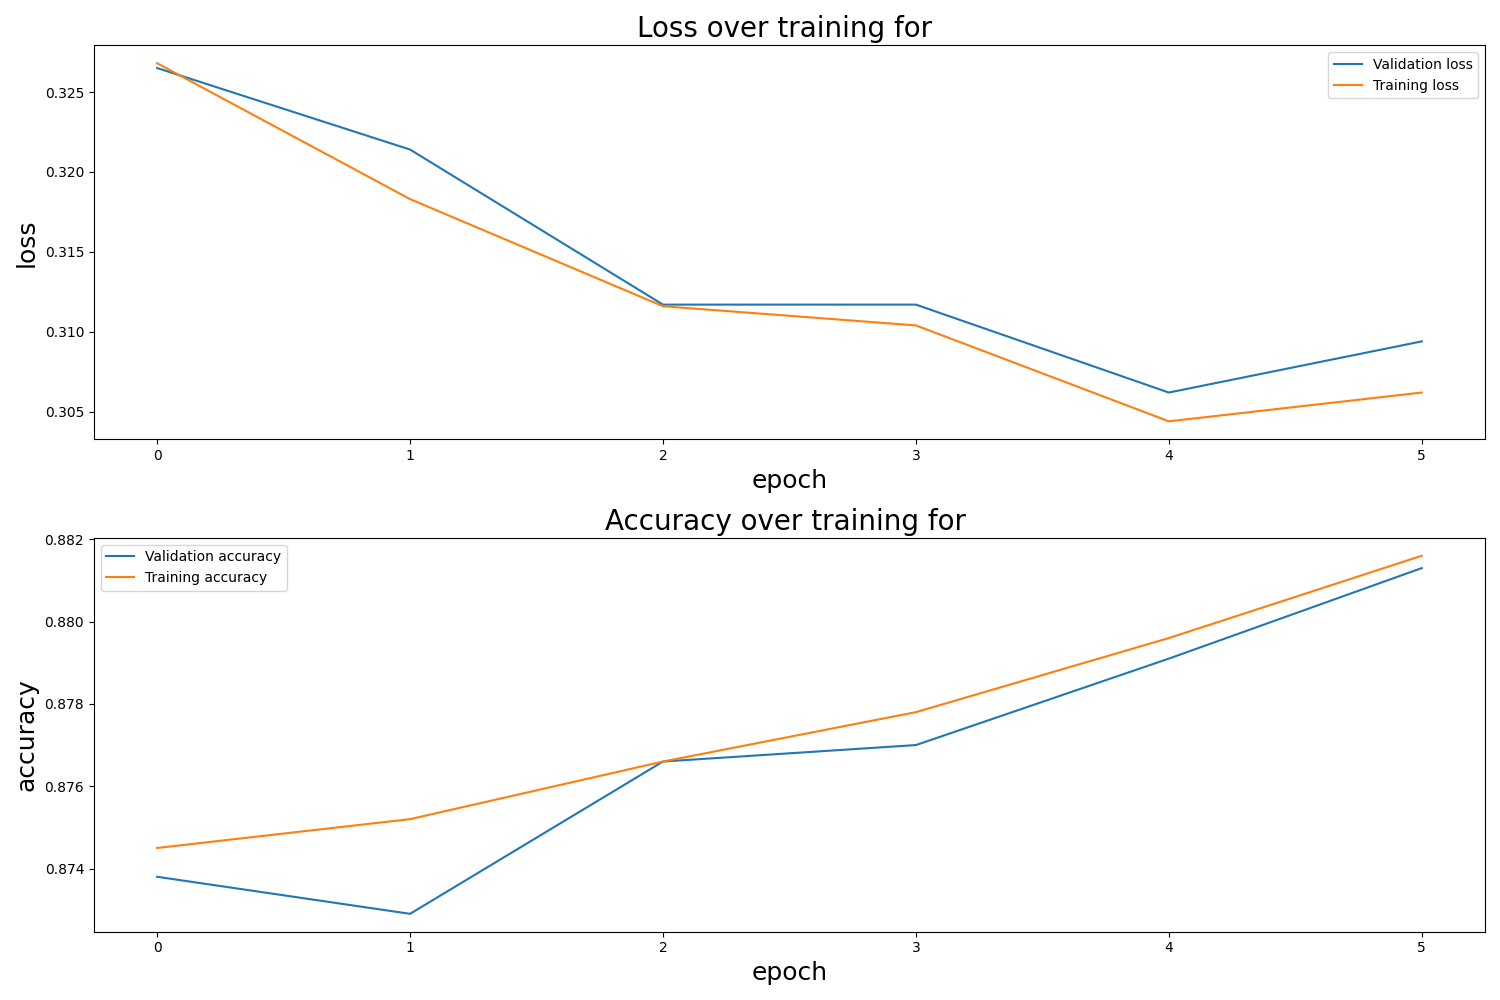 Loss over training for
Validation loss
Training loss
0.325
0.320
0.315
0.310
0.305
loss
0 1 2 3 4 5
epoch
Accuracy over training for
Validation accuracy
Training accuracy
0.882
0.880
0.878
0.876
0.874
accuracy
0 1 2 3 4 5
epoch